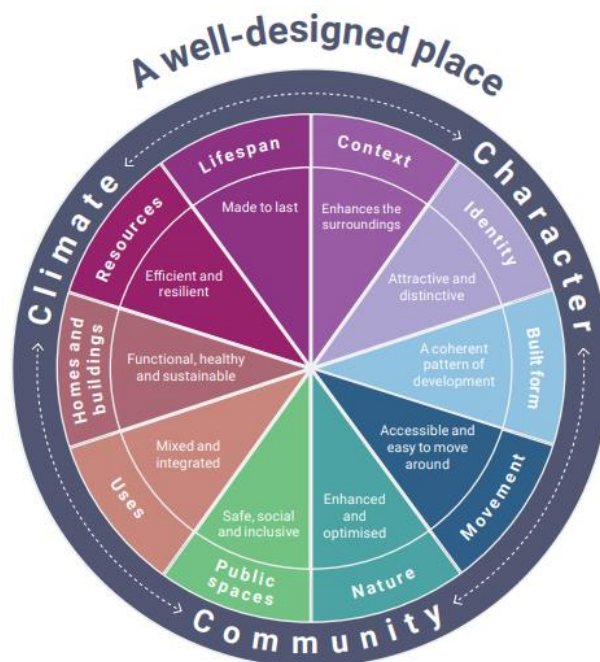 A well-designed place
Climate
Character
Community
Context
Enhances the
surroundings
Identity
Attractive and
distinctive
Built form
A coherent
pattern of
development
Movement
Accessible and
easy to move
around
Nature
Enhanced
and
optimised
Public
spaces
Safe, social
and inclusive
Uses
Mixed and
integrated
Homes and
buildings
Functional, healthy
and sustainable
Resources
Efficient and
resilient
Lifespan
Made to last